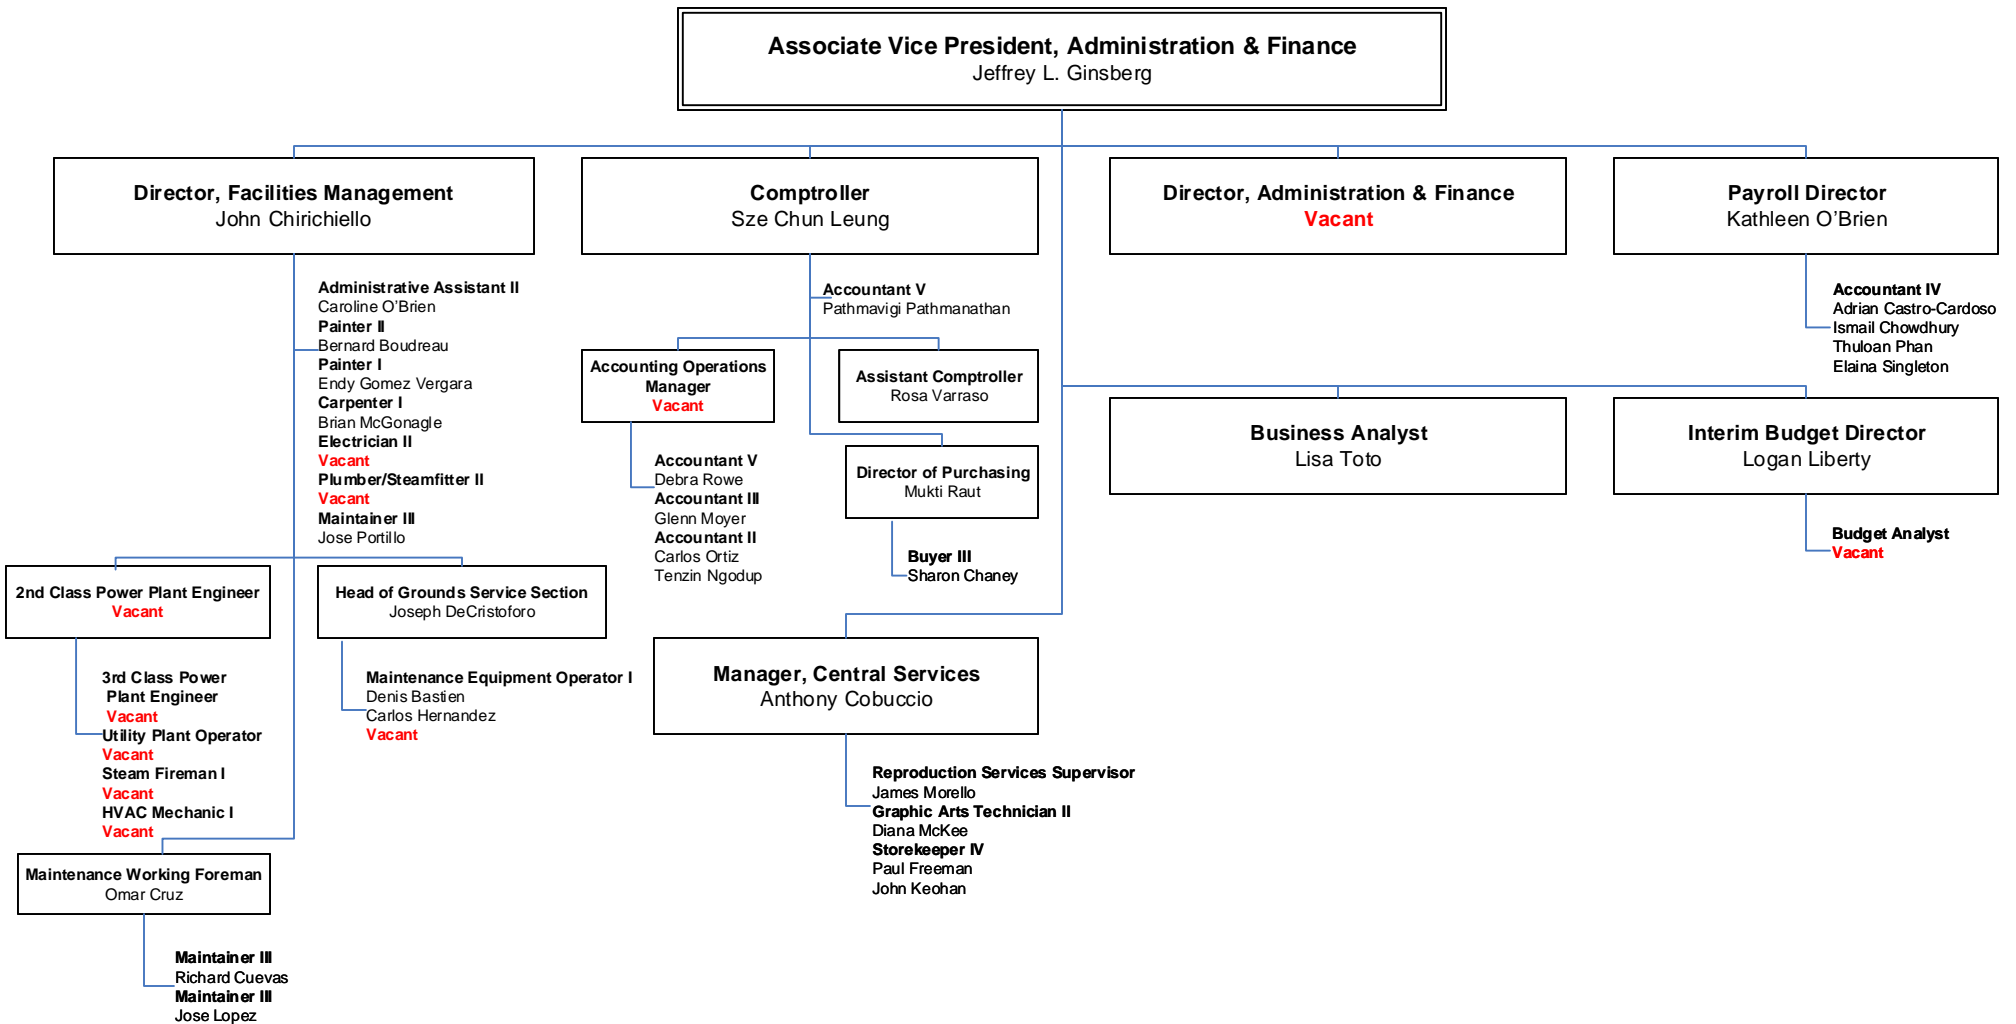 Associate Vice President, Administration & Finance
Jeffrey L. Ginsberg
Director, Facilities Management
John Chirichiello
Comptroller
Sze Chun Leung
Director, Administration & Finance
Vacant
Payroll Director
Kathleen O’Brien
Administrative Assistant II
Caroline O’Brien
Painter II
Bernard Boudreau
Painter I
Endy Gomez Vergara
Carpenter I
Brian McGonagle
Electrician II
Vacant
Plumber/Steamfitter II
Vacant
Maintainer III
Jose Portillo
Accountant V
Pathmavigi Pathmanathan
Accounting Operations
Manager
Vacant
Assistant Comptroller
Rosa Varraso
Accountant V
Debra Rowe
Accountant III
Glenn Moyer
Accountant II
Carlos Ortiz
Tenzin Ngodup
Director of Purchasing
Mukti Raut
Buyer III
Sharon Chaney
Accountant IV
Adrian Castro-Cardoso
Ismail Chowdhury
Thuloan Phan
Elaina Singleton
Business Analyst
Lisa Toto
Interim Budget Director
Logan Liberty
Budget Analyst
Vacant
2nd Class Power Plant Engineer
Vacant
Head of Grounds Service Section
Joseph DeCristoforo
3rd Class Power
Plant Engineer
Vacant
Utility Plant Operator
Vacant
Steam Fireman I
Vacant
HVAC Mechanic I
Vacant
Maintenance Equipment Operator I
Denis Bastien
Carlos Hernandez
Vacant
Manager, Central Services
Anthony Cobuccio
Reproduction Services Supervisor
James Morello
Graphic Arts Technician II
Diana McKee
Storekeeper IV
Paul Freeman
John Keohan
Maintenance Working Foreman
Omar Cruz
Maintainer III
Richard Cuevas
Maintainer III
Jose Lopez